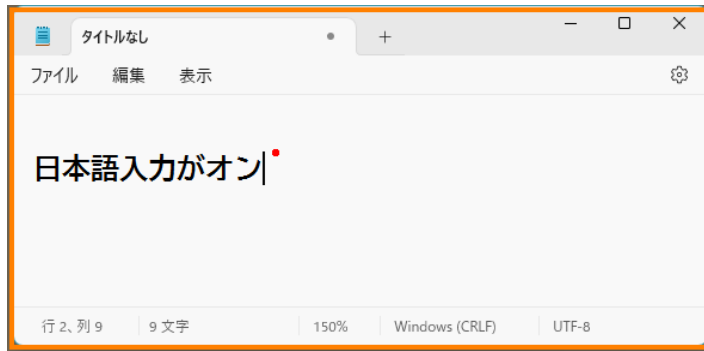 タイトルなし
ファイル 編集 表示
日本語入力がオン
行 2、列 9 9 文字 150% Windows (CRLF) UTF-8